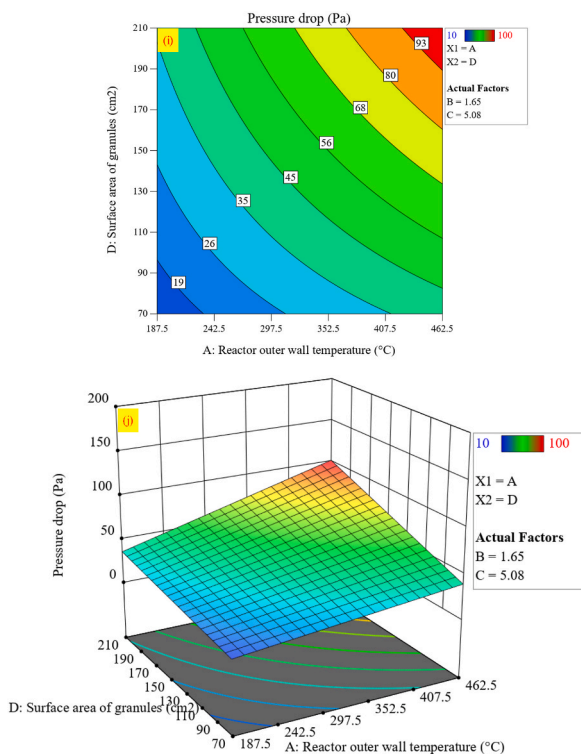 Pressure drop (Pa)
(i)
210
190
170
150
130
110
90
70
D: Surface area of granules (cm2)
93
80
68
56
45
35
26
19
187.5 242.5 297.5 352.5 407.5 462.5
A: Reactor outer wall temperature (°C)
10 100
X1 = A
X2 = D
Actual Factors
B = 1.65
C = 5.08
(j)
200
150
100
50
0
Pressure drop (Pa)
210
190
170
150
130
110
90
70
D: Surface area of granules (cm2)
187.5
242.5
297.5
352.5
407.5
462.5
A: Reactor outer wall temperature (°C)
10 100
X1 = A
X2 = D
Actual Factors
B = 1.65
C = 5.08